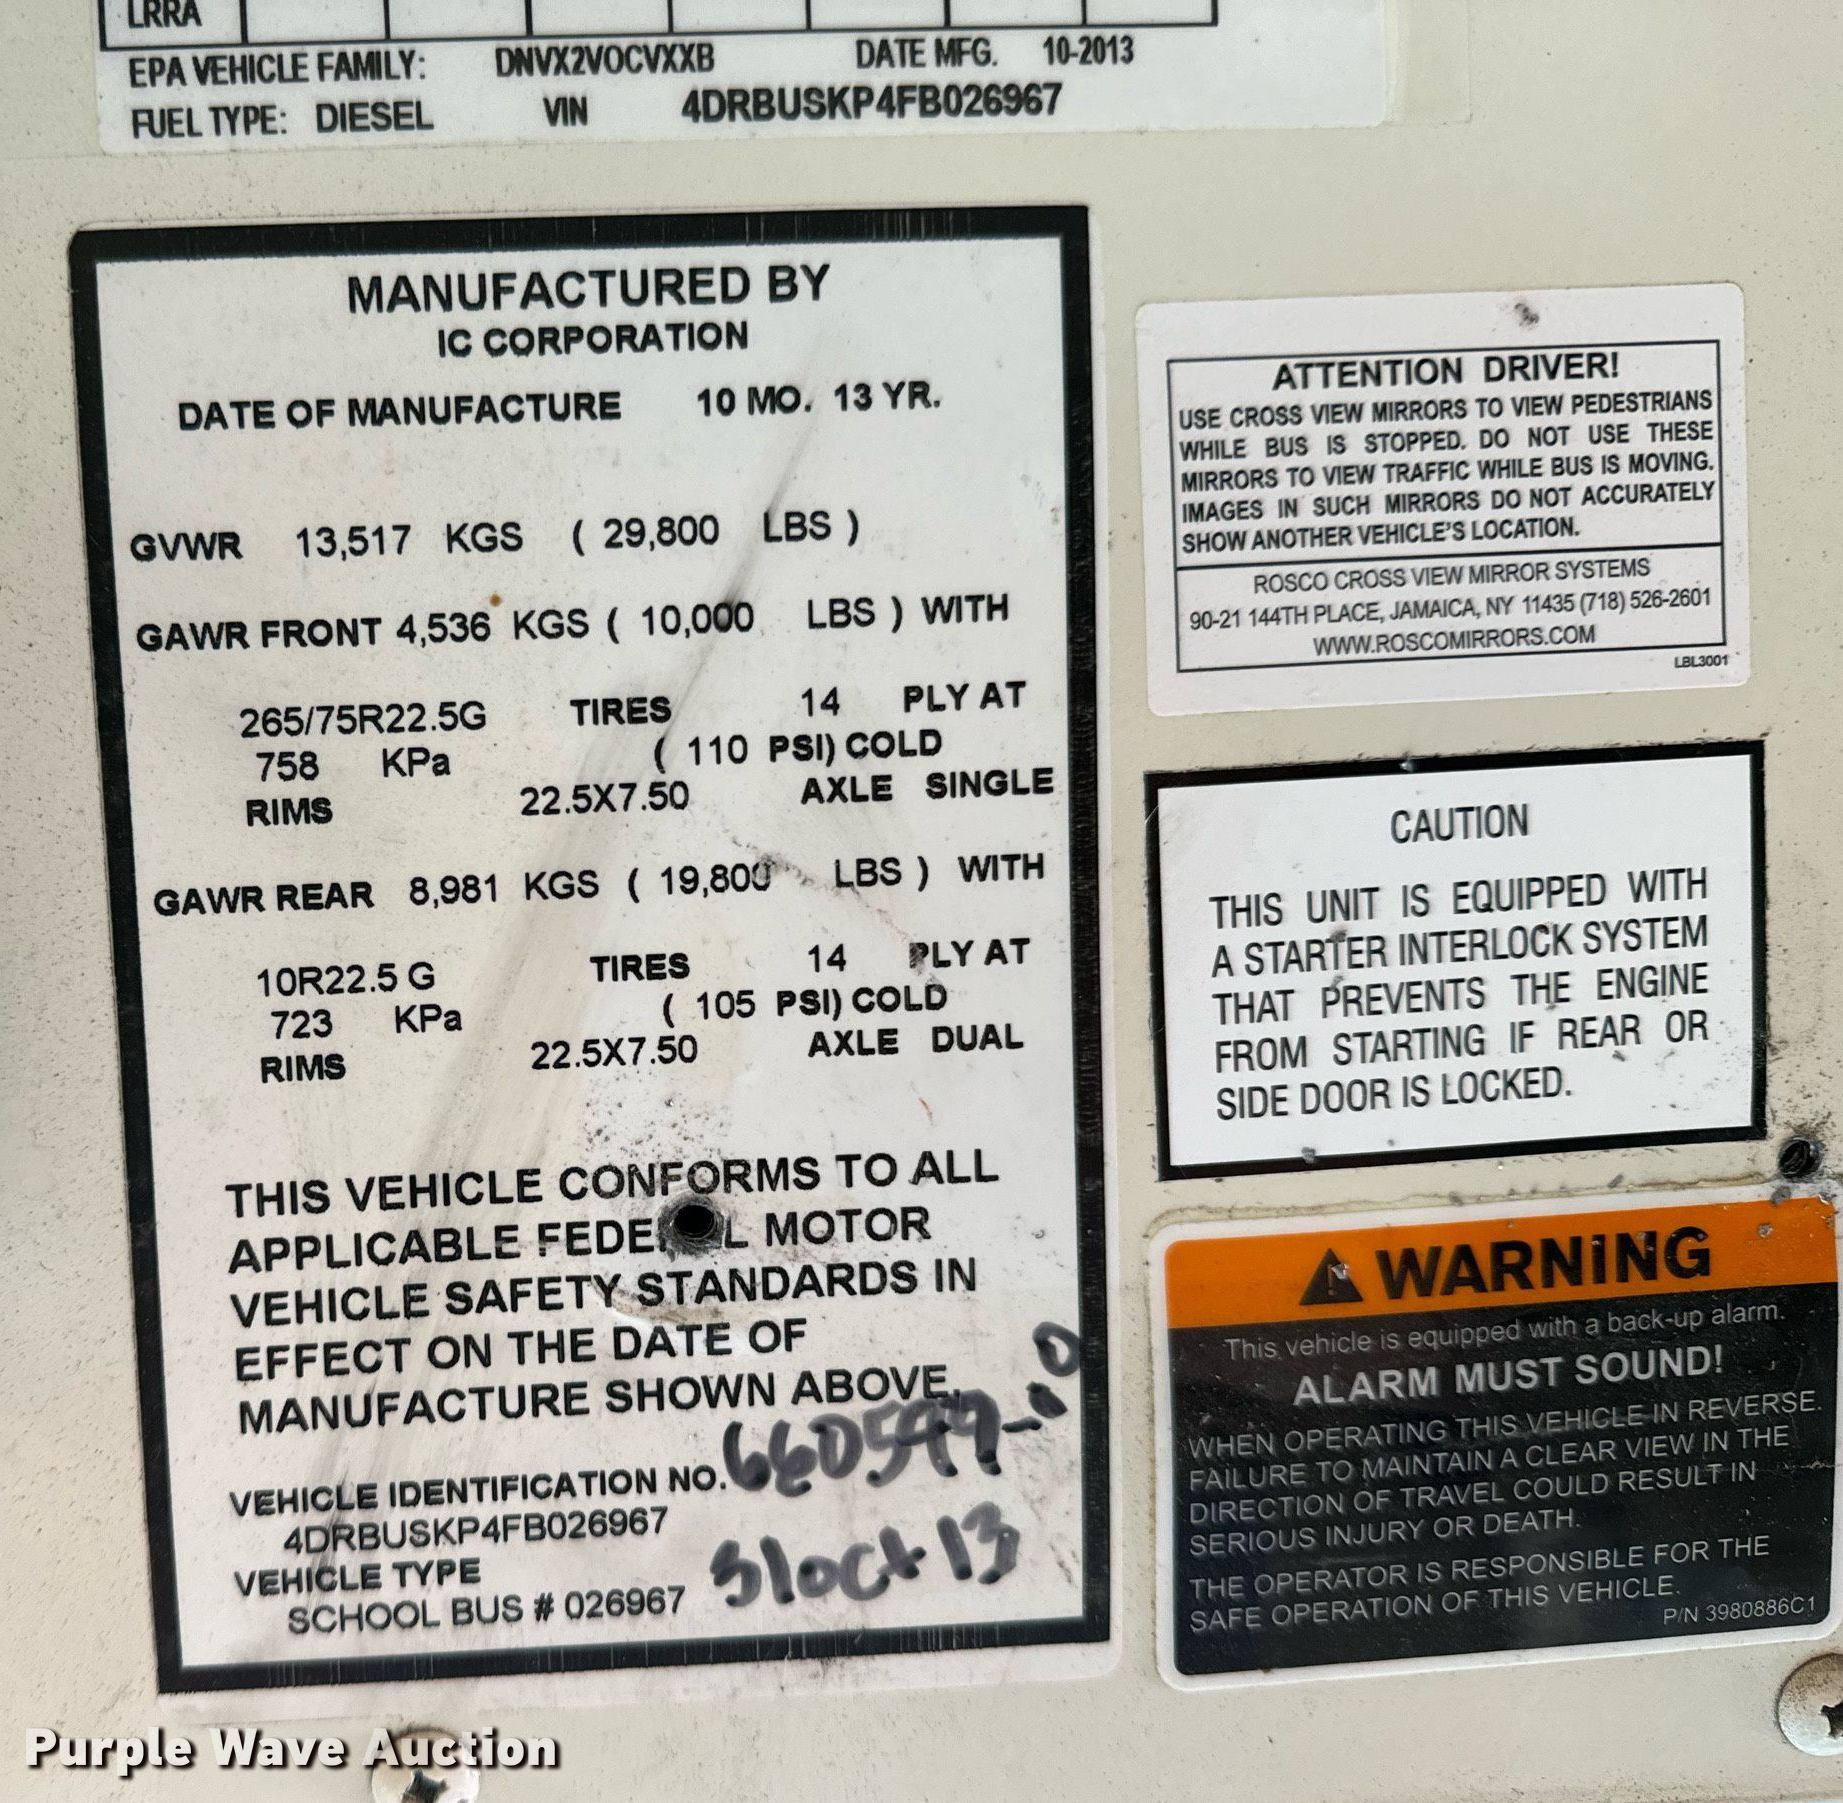 LRRA
EPA VEHICLE FAMILY: DNVX2VOCVXXB DATE MFG. 10-2013
FUEL TYPE: DIESEL VIN 4DRBUSKP4FB026967
MANUFACTURED BY
IC CORPORATION
DATE OF MANUFACTURE 10 MO. 13 YR.
GVWR 13,517 KGS ( 29,800 LBS )
GAWR FRONT 4,536 KGS ( 10,000 LBS ) WITH
265/75R22.5G TIRES 14 PLY AT
758 KPa ( 110 PSI) COLD
RIMS 22.5X7.50 AXLE SINGLE
GAWR REAR 8,981 KGS ( 19,800 LBS ) WITH
10R22.5 G TIRES 14 PLY AT
723 KPa ( 105 PSI) COLD
RIMS 22.5X7.50 AXLE DUAL
THIS VEHICLE CONFORMS TO ALL
APPLICABLE FEDERAL MOTOR
VEHICLE SAFETY STANDARDS IN
EFFECT ON THE DATE OF
MANUFACTURE SHOWN ABOVE.
VEHICLE IDENTIFICATION NO.
4DRBUSKP4FB026967
VEHICLE TYPE
SCHOOL BUS # 026967
31oct 13
ATTENTION DRIVER!
USE CROSS VIEW MIRRORS TO VIEW PEDESTRIANS
WHILE BUS IS STOPPED. DO NOT USE THESE
MIRRORS TO VIEW TRAFFIC WHILE BUS IS MOVING.
IMAGES IN SUCH MIRRORS DO NOT ACCURATELY
SHOW ANOTHER VEHICLE'S LOCATION.
ROSCO CROSS VIEW MIRROR SYSTEMS
90-21 144TH PLACE, JAMAICA, NY 11435 (718) 526-2601
WWW.ROSCOMIRRORS.COM
LBL3001
CAUTION
THIS UNIT IS EQUIPPED WITH
A STARTER INTERLOCK SYSTEM
THAT PREVENTS THE ENGINE
FROM STARTING IF REAR OR
SIDE DOOR IS LOCKED.
WARNING
This vehicle is equipped with a back-up alarm.
ALARM MUST SOUND!
WHEN OPERATING THIS VEHICLE IN REVERSE.
FAILURE TO MAINTAIN A CLEAR VIEW IN THE
DIRECTION OF TRAVEL COULD RESULT IN
SERIOUS INJURY OR DEATH.
THE OPERATOR IS RESPONSIBLE FOR THE
SAFE OPERATION OF THIS VEHICLE.
P/N 3980886C1
Purple Wave Auction